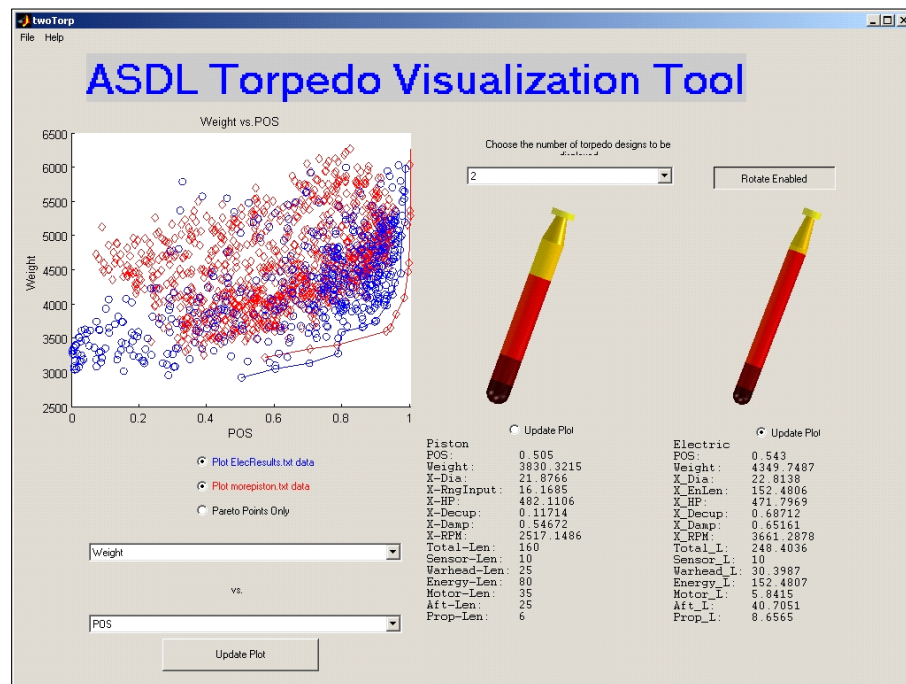 twoTorp
File Help
ASDL Torpedo Visualization Tool
Weight vs.POS
6500
6000
5500
5000
4500
4000
3500
3000
2500
Weight
0 0.2 0.4 0.6 0.8 1
POS
Plot ElecResults.txt data
Plot morepiston.txt data
Pareto Points Only
Weight
vs.
POS
Update Plot
Choose the number of torpedo designs to be
displayed
2
Rotate Enabled
Update Plot
Piston
POS: 0.505
Weight: 3830.3215
X-Dia: 21.8766
X-RngInput: 16.1685
X-HP: 482.1106
X-Decup: 0.11714
X-Damp: 0.54672
X-RPM: 2517.1486
Total-Len: 160
Sensor-Len: 10
Warhead-Len: 25
Energy-Len: 80
Motor-Len: 35
Aft-Len: 25
Prop-Len: 6
Update Plot
Electric
POS: 0.543
Weight: 4349.7487
X_Dia: 22.8138
X_EnLen: 152.4806
X_HP: 471.7969
X_Decup: 0.68712
X_Damp: 0.65161
X_RPM: 3661.2878
Total_L: 248.4036
Sensor_L: 10
Warhead_L: 30.3987
Energy_L: 152.4807
Motor_L: 5.8415
Aft_L: 40.7051
Prop_L: 8.6565